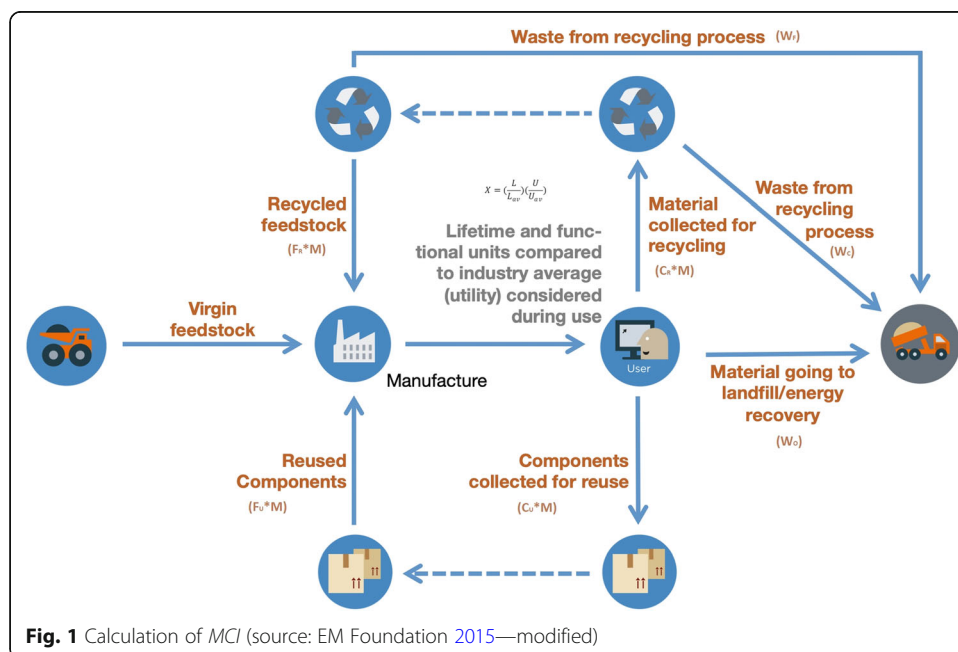 Waste from recycling process (Wᵣ)
X = (L/Lₐᵥ)(U/Uₐᵥ)
Recycled
feedstock
(Fʀ*M)
Lifetime and func-
tional units compared
to industry average
(utility) considered
during use
Material
collected for
recycling
(Cʀ*M)
Waste from
recycling
process
(Wc)
Virgin
feedstock
Manufacture
User
Material going to
landfill/energy
recovery
(Wo)
Reused
Components
(Fu*M)
Components
collected for reuse
(Cu*M)
Fig. 1 Calculation of MCI (source: EM Foundation 2015—modified)